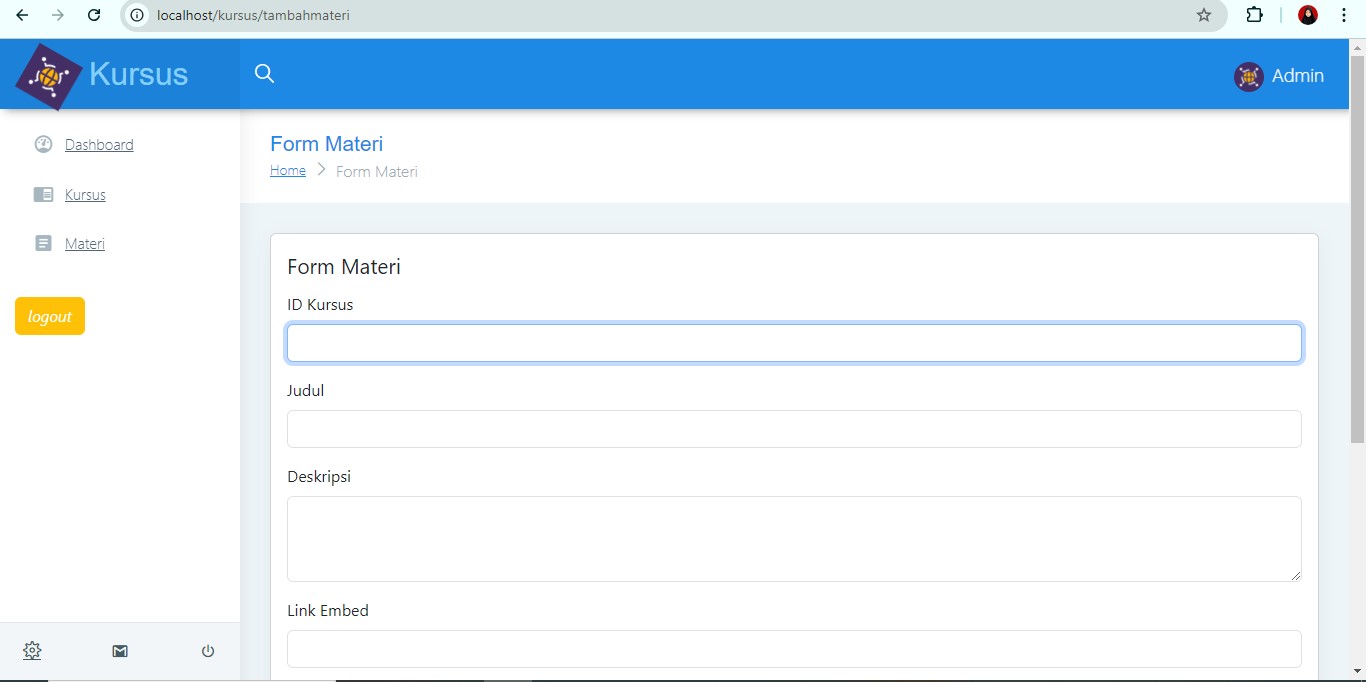 localhost/kursus/tambahmateri
Kursus
Admin
Dashboard
Kursus
Materi
logout
Form Materi
Home
Form Materi
Form Materi
ID Kursus
Judul
Deskripsi
Link Embed